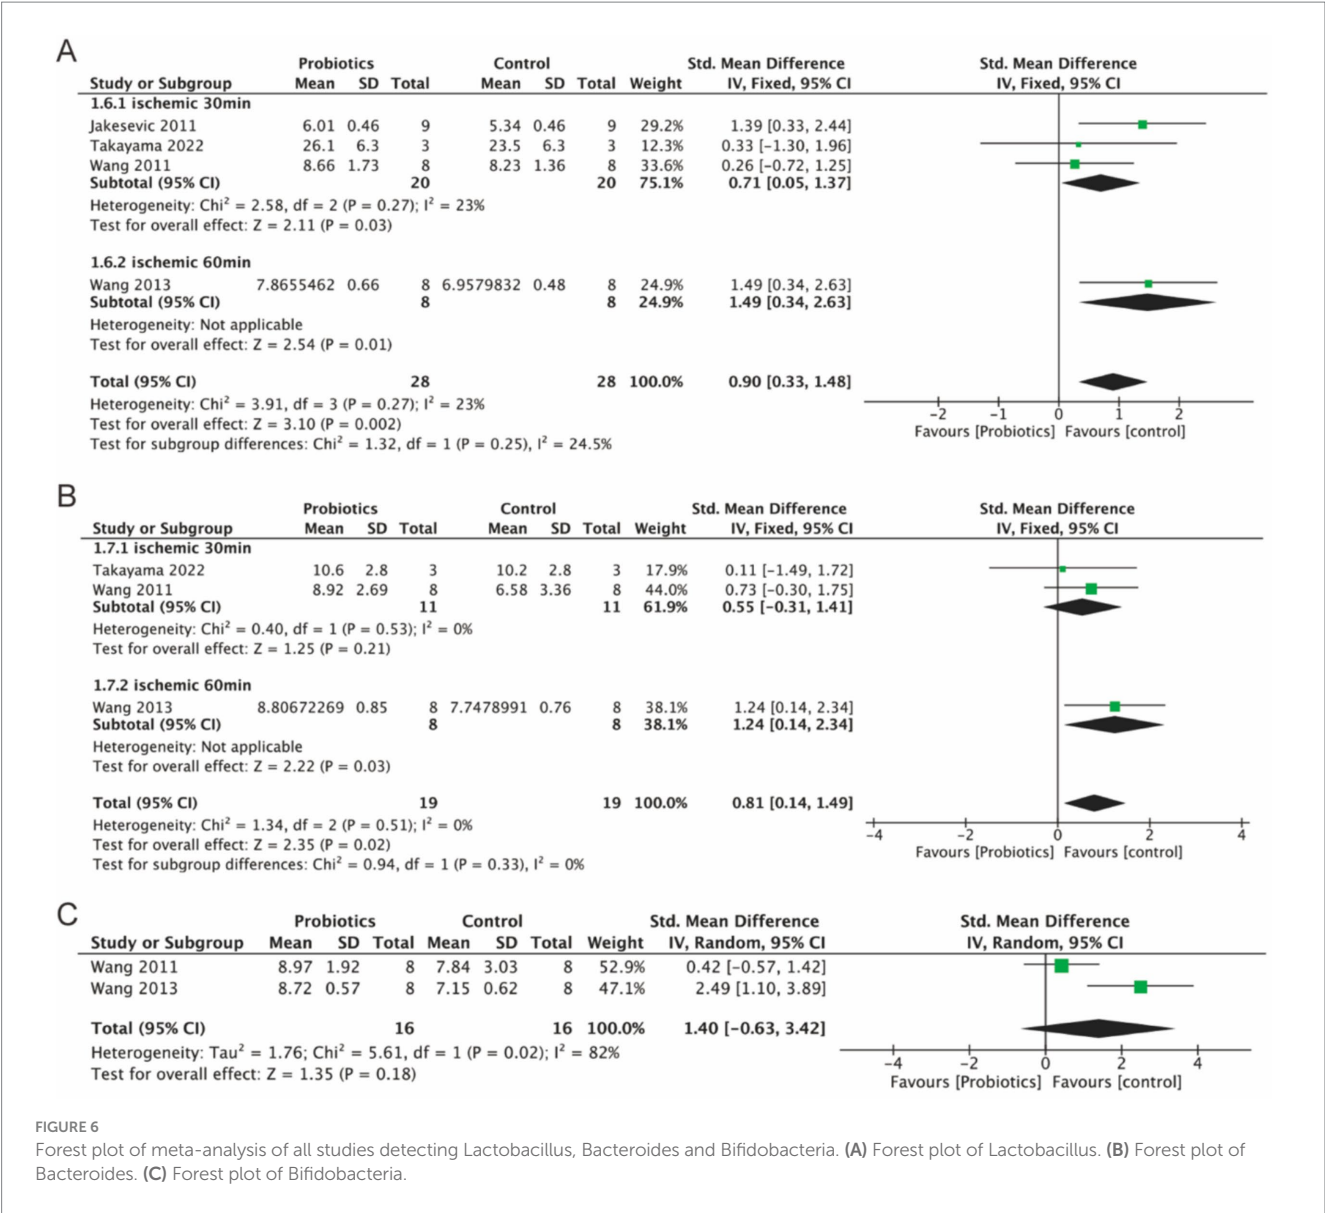 A
Probiotics Control Std. Mean Difference Std. Mean Difference
Study or Subgroup Mean SD Total Mean SD Total Weight IV, Fixed, 95% CI IV, Fixed, 95% CI
1.6.1 ischemic 30min
Jakesevic 2011 6.01 0.46 9 5.34 0.46 9 29.2% 1.39 [0.33, 2.44]
Takayama 2022 26.1 6.3 3 23.5 6.3 3 12.3% 0.33 [−1.30, 1.96]
Wang 2011 8.66 1.73 8 8.23 1.36 8 33.6% 0.26 [−0.72, 1.25]
Subtotal (95% CI) 20 20 75.1% 0.71 [0.05, 1.37]
Heterogeneity: Chi² = 2.58, df = 2 (P = 0.27); I² = 23%
Test for overall effect: Z = 2.11 (P = 0.03)
1.6.2 ischemic 60min
Wang 2013 7.8655462 0.66 8 6.9579832 0.48 8 24.9% 1.49 [0.34, 2.63]
Subtotal (95% CI) 8 8 24.9% 1.49 [0.34, 2.63]
Heterogeneity: Not applicable
Test for overall effect: Z = 2.54 (P = 0.01)
Total (95% CI) 28 28 100.0% 0.90 [0.33, 1.48]
Heterogeneity: Chi² = 3.91, df = 3 (P = 0.27); I² = 23%
Test for overall effect: Z = 3.10 (P = 0.002)
Test for subgroup differences: Chi² = 1.32, df = 1 (P = 0.25), I² = 24.5%
−2 −1 0 1 2
Favours [Probiotics] Favours [control]
B
Probiotics Control Std. Mean Difference Std. Mean Difference
Study or Subgroup Mean SD Total Mean SD Total Weight IV, Fixed, 95% CI IV, Fixed, 95% CI
1.7.1 ischemic 30min
Takayama 2022 10.6 2.8 3 10.2 2.8 3 17.9% 0.11 [−1.49, 1.72]
Wang 2011 8.92 2.69 8 6.58 3.36 8 44.0% 0.73 [−0.30, 1.75]
Subtotal (95% CI) 11 11 61.9% 0.55 [−0.31, 1.41]
Heterogeneity: Chi² = 0.40, df = 1 (P = 0.53); I² = 0%
Test for overall effect: Z = 1.25 (P = 0.21)
1.7.2 ischemic 60min
Wang 2013 8.80672269 0.85 8 7.7478991 0.76 8 38.1% 1.24 [0.14, 2.34]
Subtotal (95% CI) 8 8 38.1% 1.24 [0.14, 2.34]
Heterogeneity: Not applicable
Test for overall effect: Z = 2.22 (P = 0.03)
Total (95% CI) 19 19 100.0% 0.81 [0.14, 1.49]
Heterogeneity: Chi² = 1.34, df = 2 (P = 0.51); I² = 0%
Test for overall effect: Z = 2.35 (P = 0.02)
Test for subgroup differences: Chi² = 0.94, df = 1 (P = 0.33), I² = 0%
−4 −2 0 2 4
Favours [Probiotics] Favours [control]
C
Probiotics Control Std. Mean Difference Std. Mean Difference
Study or Subgroup Mean SD Total Mean SD Total Weight IV, Random, 95% CI IV, Random, 95% CI
Wang 2011 8.97 1.92 8 7.84 3.03 8 52.9% 0.42 [−0.57, 1.42]
Wang 2013 8.72 0.57 8 7.15 0.62 8 47.1% 2.49 [1.10, 3.89]
Total (95% CI) 16 16 100.0% 1.40 [−0.63, 3.42]
Heterogeneity: Tau² = 1.76; Chi² = 5.61, df = 1 (P = 0.02); I² = 82%
Test for overall effect: Z = 1.35 (P = 0.18)
−4 −2 0 2 4
Favours [Probiotics] Favours [control]
FIGURE 6
Forest plot of meta-analysis of all studies detecting Lactobacillus, Bacteroides and Bifidobacteria. (A) Forest plot of Lactobacillus. (B) Forest plot of
Bacteroides. (C) Forest plot of Bifidobacteria.